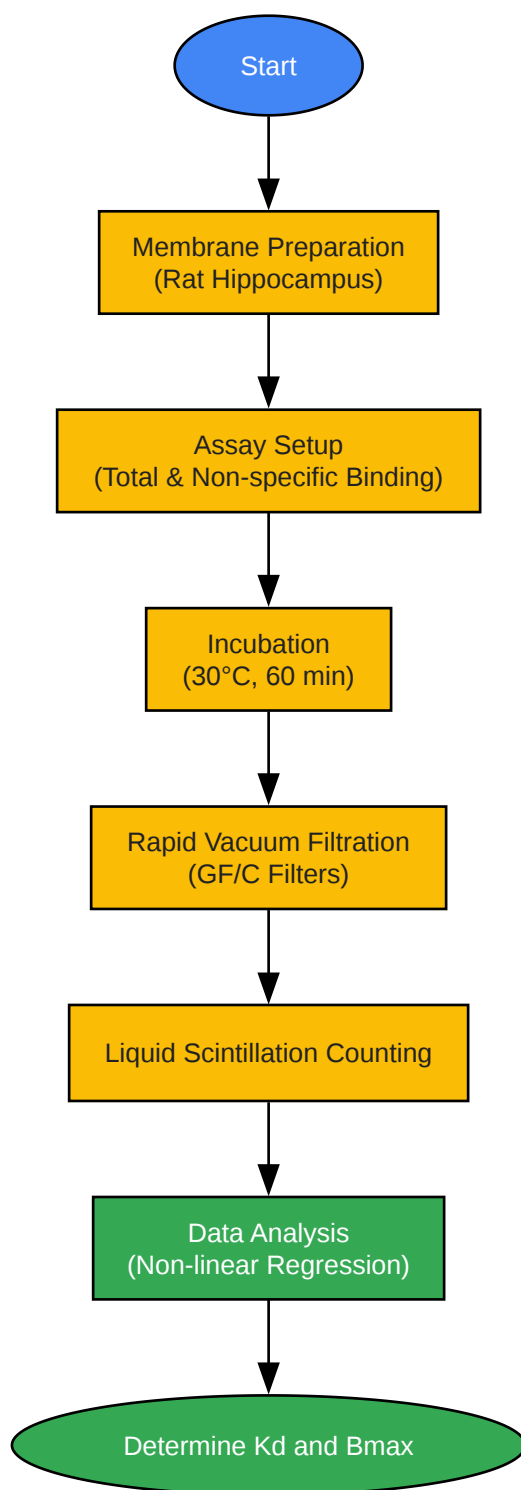 Start
Membrane Preparation
(Rat Hippocampus)
Assay Setup
(Total & Non-specific Binding)
Incubation
(30°C, 60 min)
Rapid Vacuum Filtration
(GF/C Filters)
Liquid Scintillation Counting
Data Analysis
(Non-linear Regression)
Determine Kd and Bmax